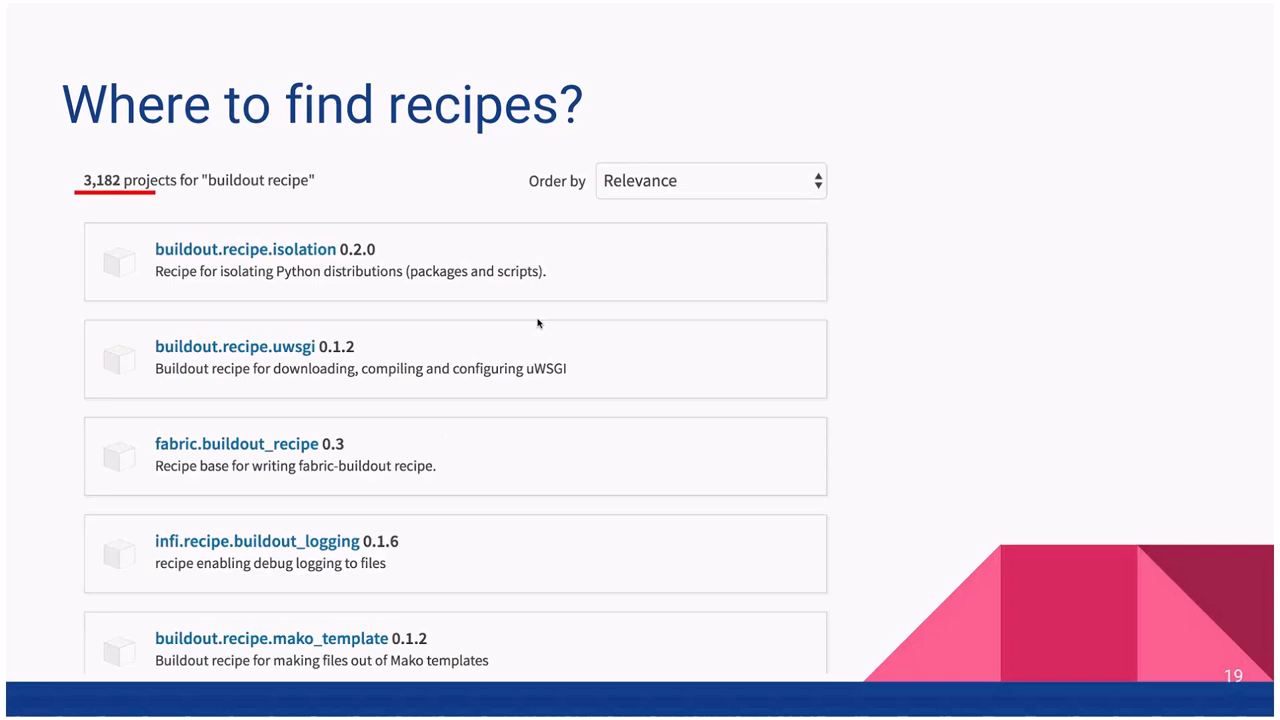 Where to find recipes?
3,182 projects for "buildout recipe"
Order by Relevance
buildout.recipe.isolation 0.2.0
Recipe for isolating Python distributions (packages and scripts).
buildout.recipe.uwsgi 0.1.2
Buildout recipe for downloading, compiling and configuring uWSGI
fabric.buildout_recipe 0.3
Recipe base for writing fabric-buildout recipe.
infi.recipe.buildout_logging 0.1.6
recipe enabling debug logging to files
buildout.recipe.mako_template 0.1.2
Buildout recipe for making files out of Mako templates
19